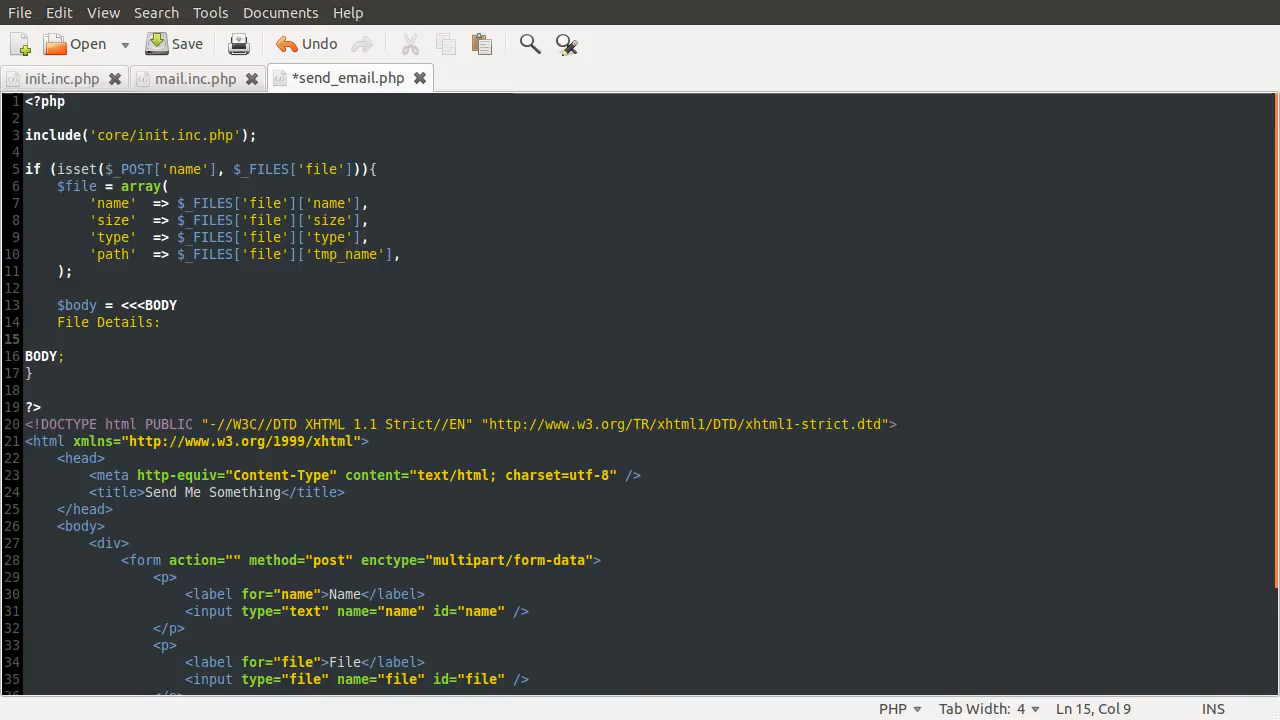 File Edit View Search Tools Documents Help
Open Save Undo
init.inc.php mail.inc.php *send_email.php
1 <?php
2
3 include('core/init.inc.php');
4
5 if (isset($_POST['name'], $_FILES['file'])){
6     $file = array(
7         'name'  => $_FILES['file']['name'],
8         'size'  => $_FILES['file']['size'],
9         'type'  => $_FILES['file']['type'],
10         'path'  => $_FILES['file']['tmp_name'],
11     );
12
13     $body = <<<BODY
14     File Details:
15
16 BODY;
17 }
18
19 ?>
20 <!DOCTYPE html PUBLIC "-//W3C//DTD XHTML 1.1 Strict//EN" "http://www.w3.org/TR/xhtml1/DTD/xhtml1-strict.dtd">
21 <html xmlns="http://www.w3.org/1999/xhtml">
22     <head>
23         <meta http-equiv="Content-Type" content="text/html; charset=utf-8" />
24         <title>Send Me Something</title>
25     </head>
26     <body>
27         <div>
28             <form action="" method="post" enctype="multipart/form-data">
29                 <p>
30                     <label for="name">Name</label>
31                     <input type="text" name="name" id="name" />
32                 </p>
33                 <p>
34                     <label for="file">File</label>
35                     <input type="file" name="file" id="file" />
36                 </p>
PHP Tab Width: 4 Ln 15, Col 9 INS